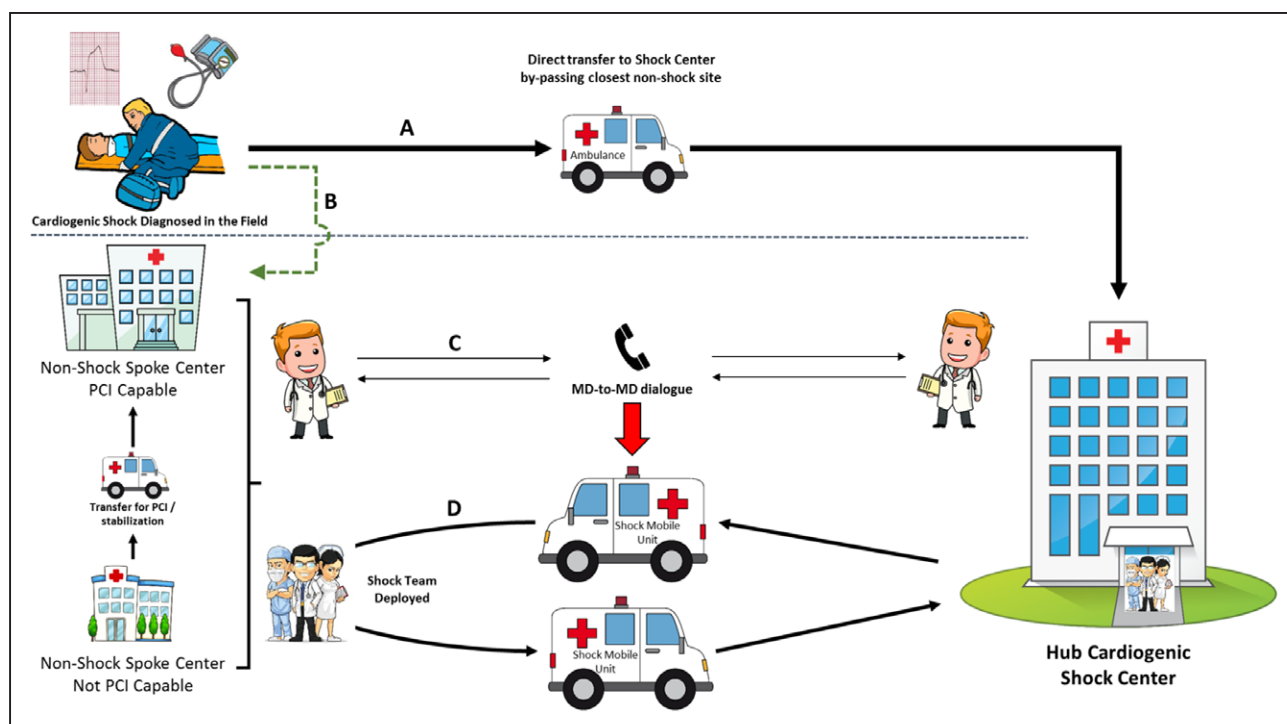 Direct transfer to Shock Center
by-passing closest non-shock site
A
Ambulance
B
Cardiogenic Shock Diagnosed in the Field
Non-Shock Spoke Center
PCI Capable
C
MD-to-MD dialogue
Transfer for PCI /
stabilization
D
Shock Mobile
Unit
Shock Team
Deployed
Shock Mobile
Unit
Non-Shock Spoke Center
Not PCI Capable
Hub Cardiogenic
Shock Center